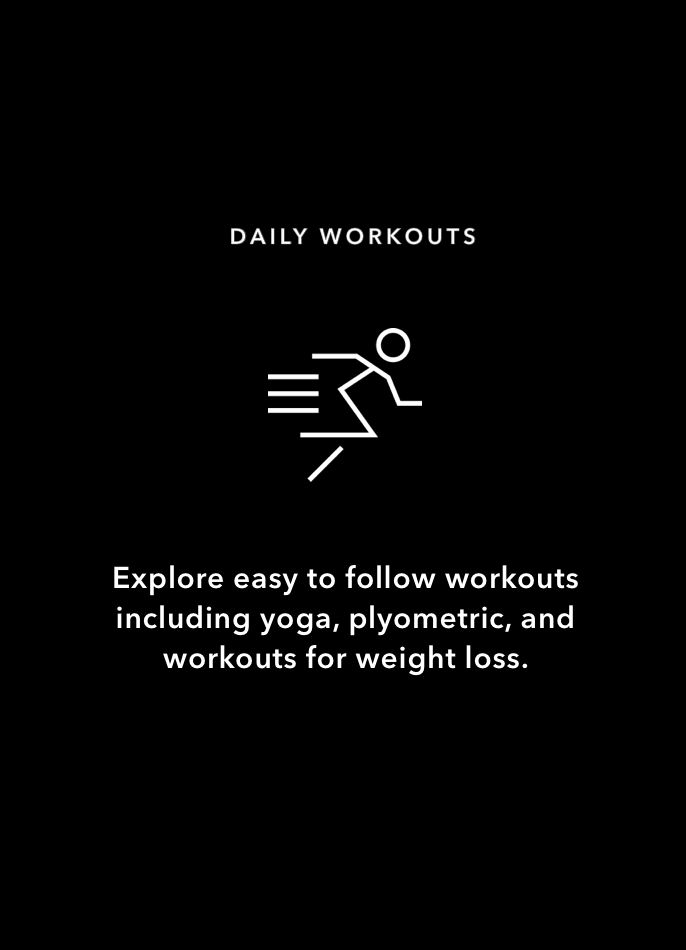 DAILY WORKOUTS
Explore easy to follow workouts
including yoga, plyometric, and
workouts for weight loss.